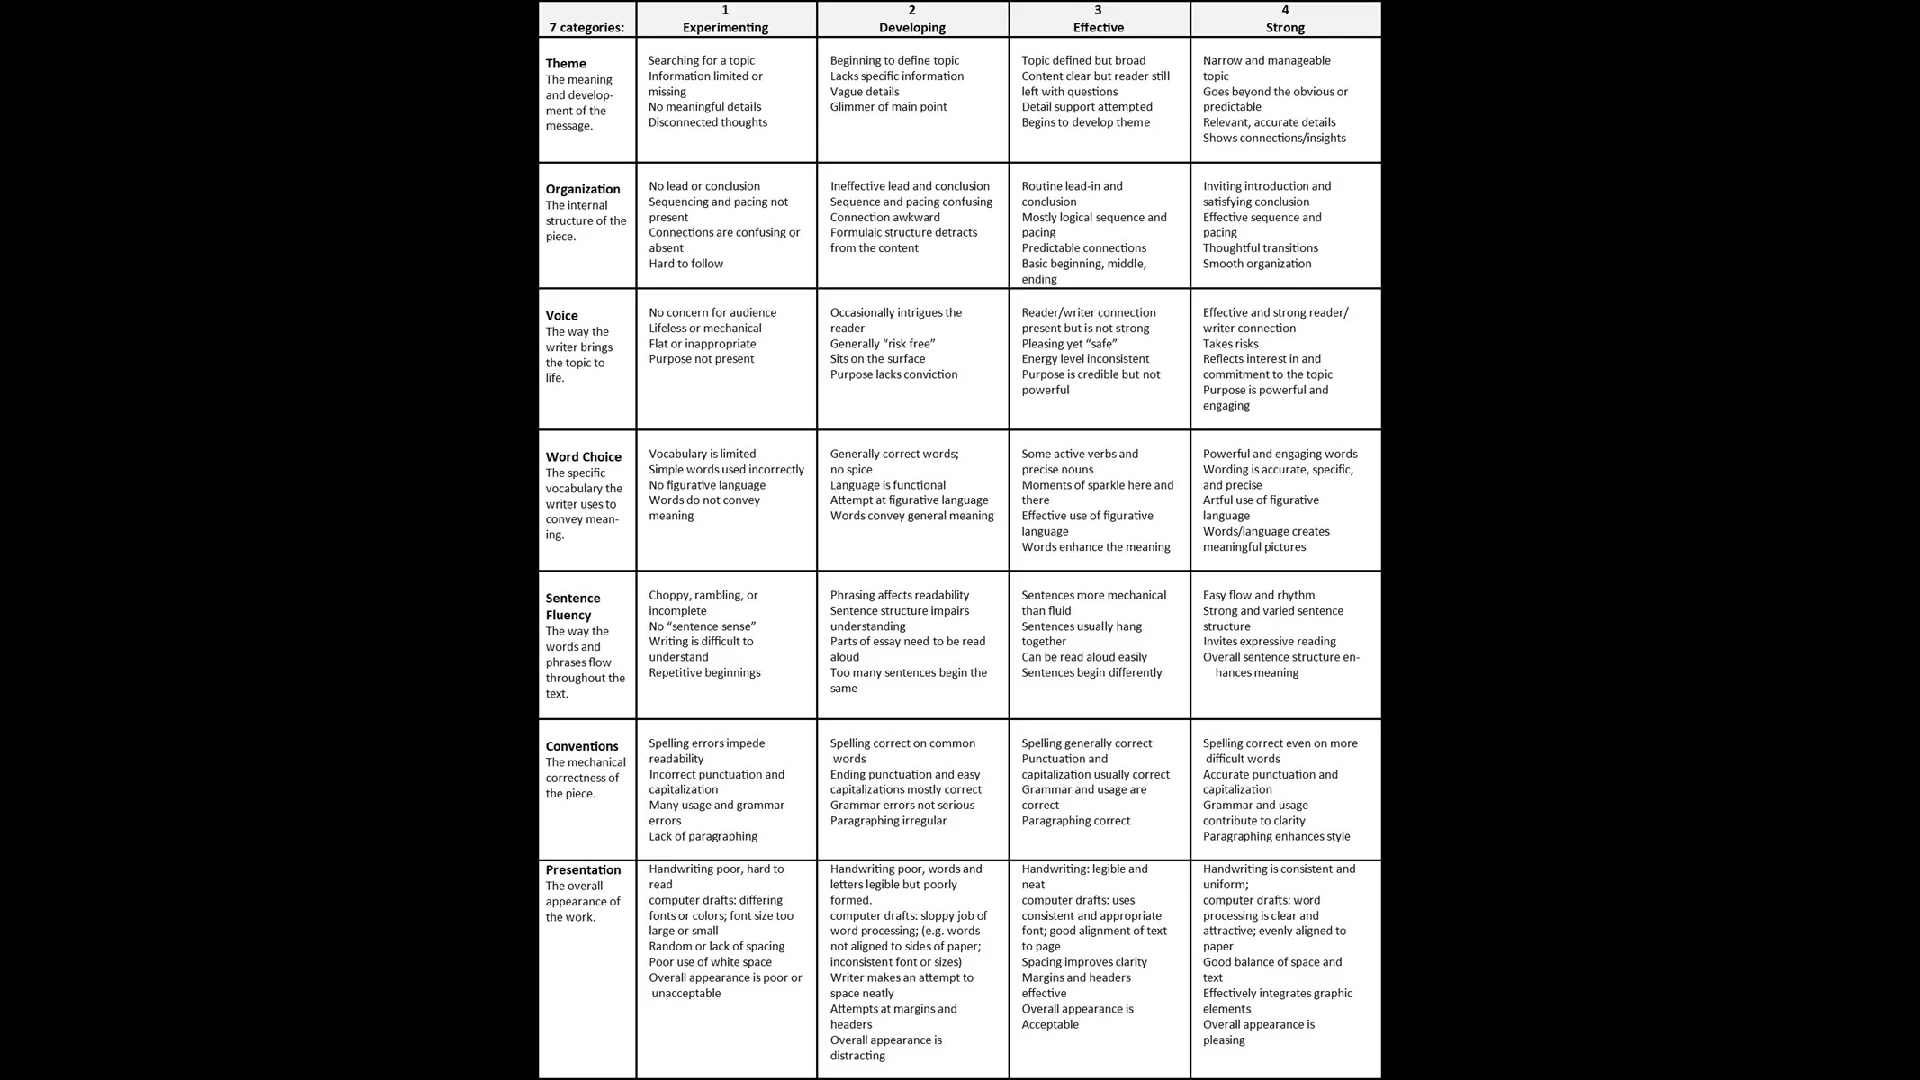 7 categories:
1
Experimenting
2
Developing
3
Effective
4
Strong
Theme
The meaning
and develop-
ment of the
message.
Searching for a topic
Information limited or
missing
No meaningful details
Disconnected thoughts
Beginning to define topic
Lacks specific information
Vague details
Glimmer of main point
Topic defined but broad
Content clear but reader still
left with questions
Detail support attempted
Begins to develop theme
Narrow and manageable
topic
Goes beyond the obvious or
predictable
Relevant, accurate details
Shows connections/insights
Organization
The internal
structure of the
piece.
No lead or conclusion
Sequencing and pacing not
present
Connections are confusing or
absent
Hard to follow
Ineffective lead and conclusion
Sequence and pacing confusing
Connection awkward
Formulaic structure detracts
from the content
Routine lead-in and
conclusion
Mostly logical sequence and
pacing
Predictable connections
Basic beginning, middle,
ending
Inviting introduction and
satisfying conclusion
Effective sequence and
pacing
Thoughtful transitions
Smooth organization
Voice
The way the
writer brings
the topic to
life.
No concern for audience
Lifeless or mechanical
Flat or inappropriate
Purpose not present
Occasionally intrigues the
reader
Generally “risk free”
Sits on the surface
Purpose lacks conviction
Reader/writer connection
present but is not strong
Pleasing yet “safe”
Energy level inconsistent
Purpose is credible but not
powerful
Effective and strong reader/
writer connection
Takes risks
Reflects interest in and
commitment to the topic
Purpose is powerful and
engaging
Word Choice
The specific
vocabulary the
writer uses to
convey mean-
ing.
Vocabulary is limited
Simple words used incorrectly
No figurative language
Words do not convey
meaning
Generally correct words;
no spice
Language is functional
Attempt at figurative language
Words convey general meaning
Some active verbs and
precise nouns
Moments of sparkle here and
there
Effective use of figurative
language
Words enhance the meaning
Powerful and engaging words
Wording is accurate, specific,
and precise
Artful use of figurative
language
Words/language creates
meaningful pictures
Sentence
Fluency
The way the
words and
phrases flow
throughout the
text.
Choppy, rambling, or
incomplete
No “sentence sense”
Writing is difficult to
understand
Repetitive beginnings
Phrasing affects readability
Sentence structure impairs
understanding
Parts of essay need to be read
aloud
Too many sentences begin the
same
Sentences more mechanical
than fluid
Sentences usually hang
together
Can be read aloud easily
Sentences begin differently
Easy flow and rhythm
Strong and varied sentence
structure
Invites expressive reading
Overall sentence structure en-
hances meaning
Conventions
The mechanical
correctness of
the piece.
Spelling errors impede
readability
Incorrect punctuation and
capitalization
Many usage and grammar
errors
Lack of paragraphing
Spelling correct on common
words
Ending punctuation and easy
capitalizations mostly correct
Grammar errors not serious
Paragraphing irregular
Spelling generally correct
Punctuation and
capitalization usually correct
Grammar and usage are
correct
Paragraphing correct
Spelling correct even on more
difficult words
Accurate punctuation and
capitalization
Grammar and usage
contribute to clarity
Paragraphing enhances style
Presentation
The overall
appearance of
the work.
Handwriting poor, hard to
read
computer drafts: differing
fonts or colors; font size too
large or small
Random or lack of spacing
Poor use of white space
Overall appearance is poor or
unacceptable
Handwriting poor, words and
letters legible but poorly
formed.
computer drafts: sloppy job of
word processing; (e.g. words
not aligned to sides of paper;
inconsistent font or sizes)
Writer makes an attempt to
space neatly
Attempts at margins and
headers
Overall appearance is
distracting
Handwriting: legible and
neat
computer drafts: uses
consistent and appropriate
font; good alignment of text
to page
Spacing improves clarity
Margins and headers
effective
Overall appearance is
Acceptable
Handwriting is consistent and
uniform;
computer drafts: word
processing is clear and
attractive; evenly aligned to
paper
Good balance of space and
text
Effectively integrates graphic
elements
Overall appearance is
pleasing